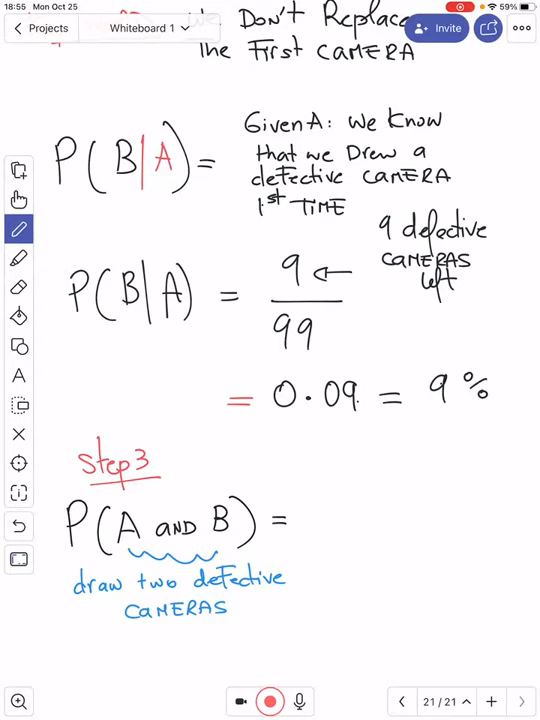 18:55 Mon Oct 25
59%
Projects
Whiteboard 1
Invite
We Don't Replace
The First CAMERA
P(B|A) =
Given A: we know
that we Drew a
defective CAMERA
1st TIME
9 defective
CAMERAS
left
P(B|A) = 9/99
= 0.09 = 9%
Step 3
P(A AND B) =
draw two defective
CAMERAS
A
21/21